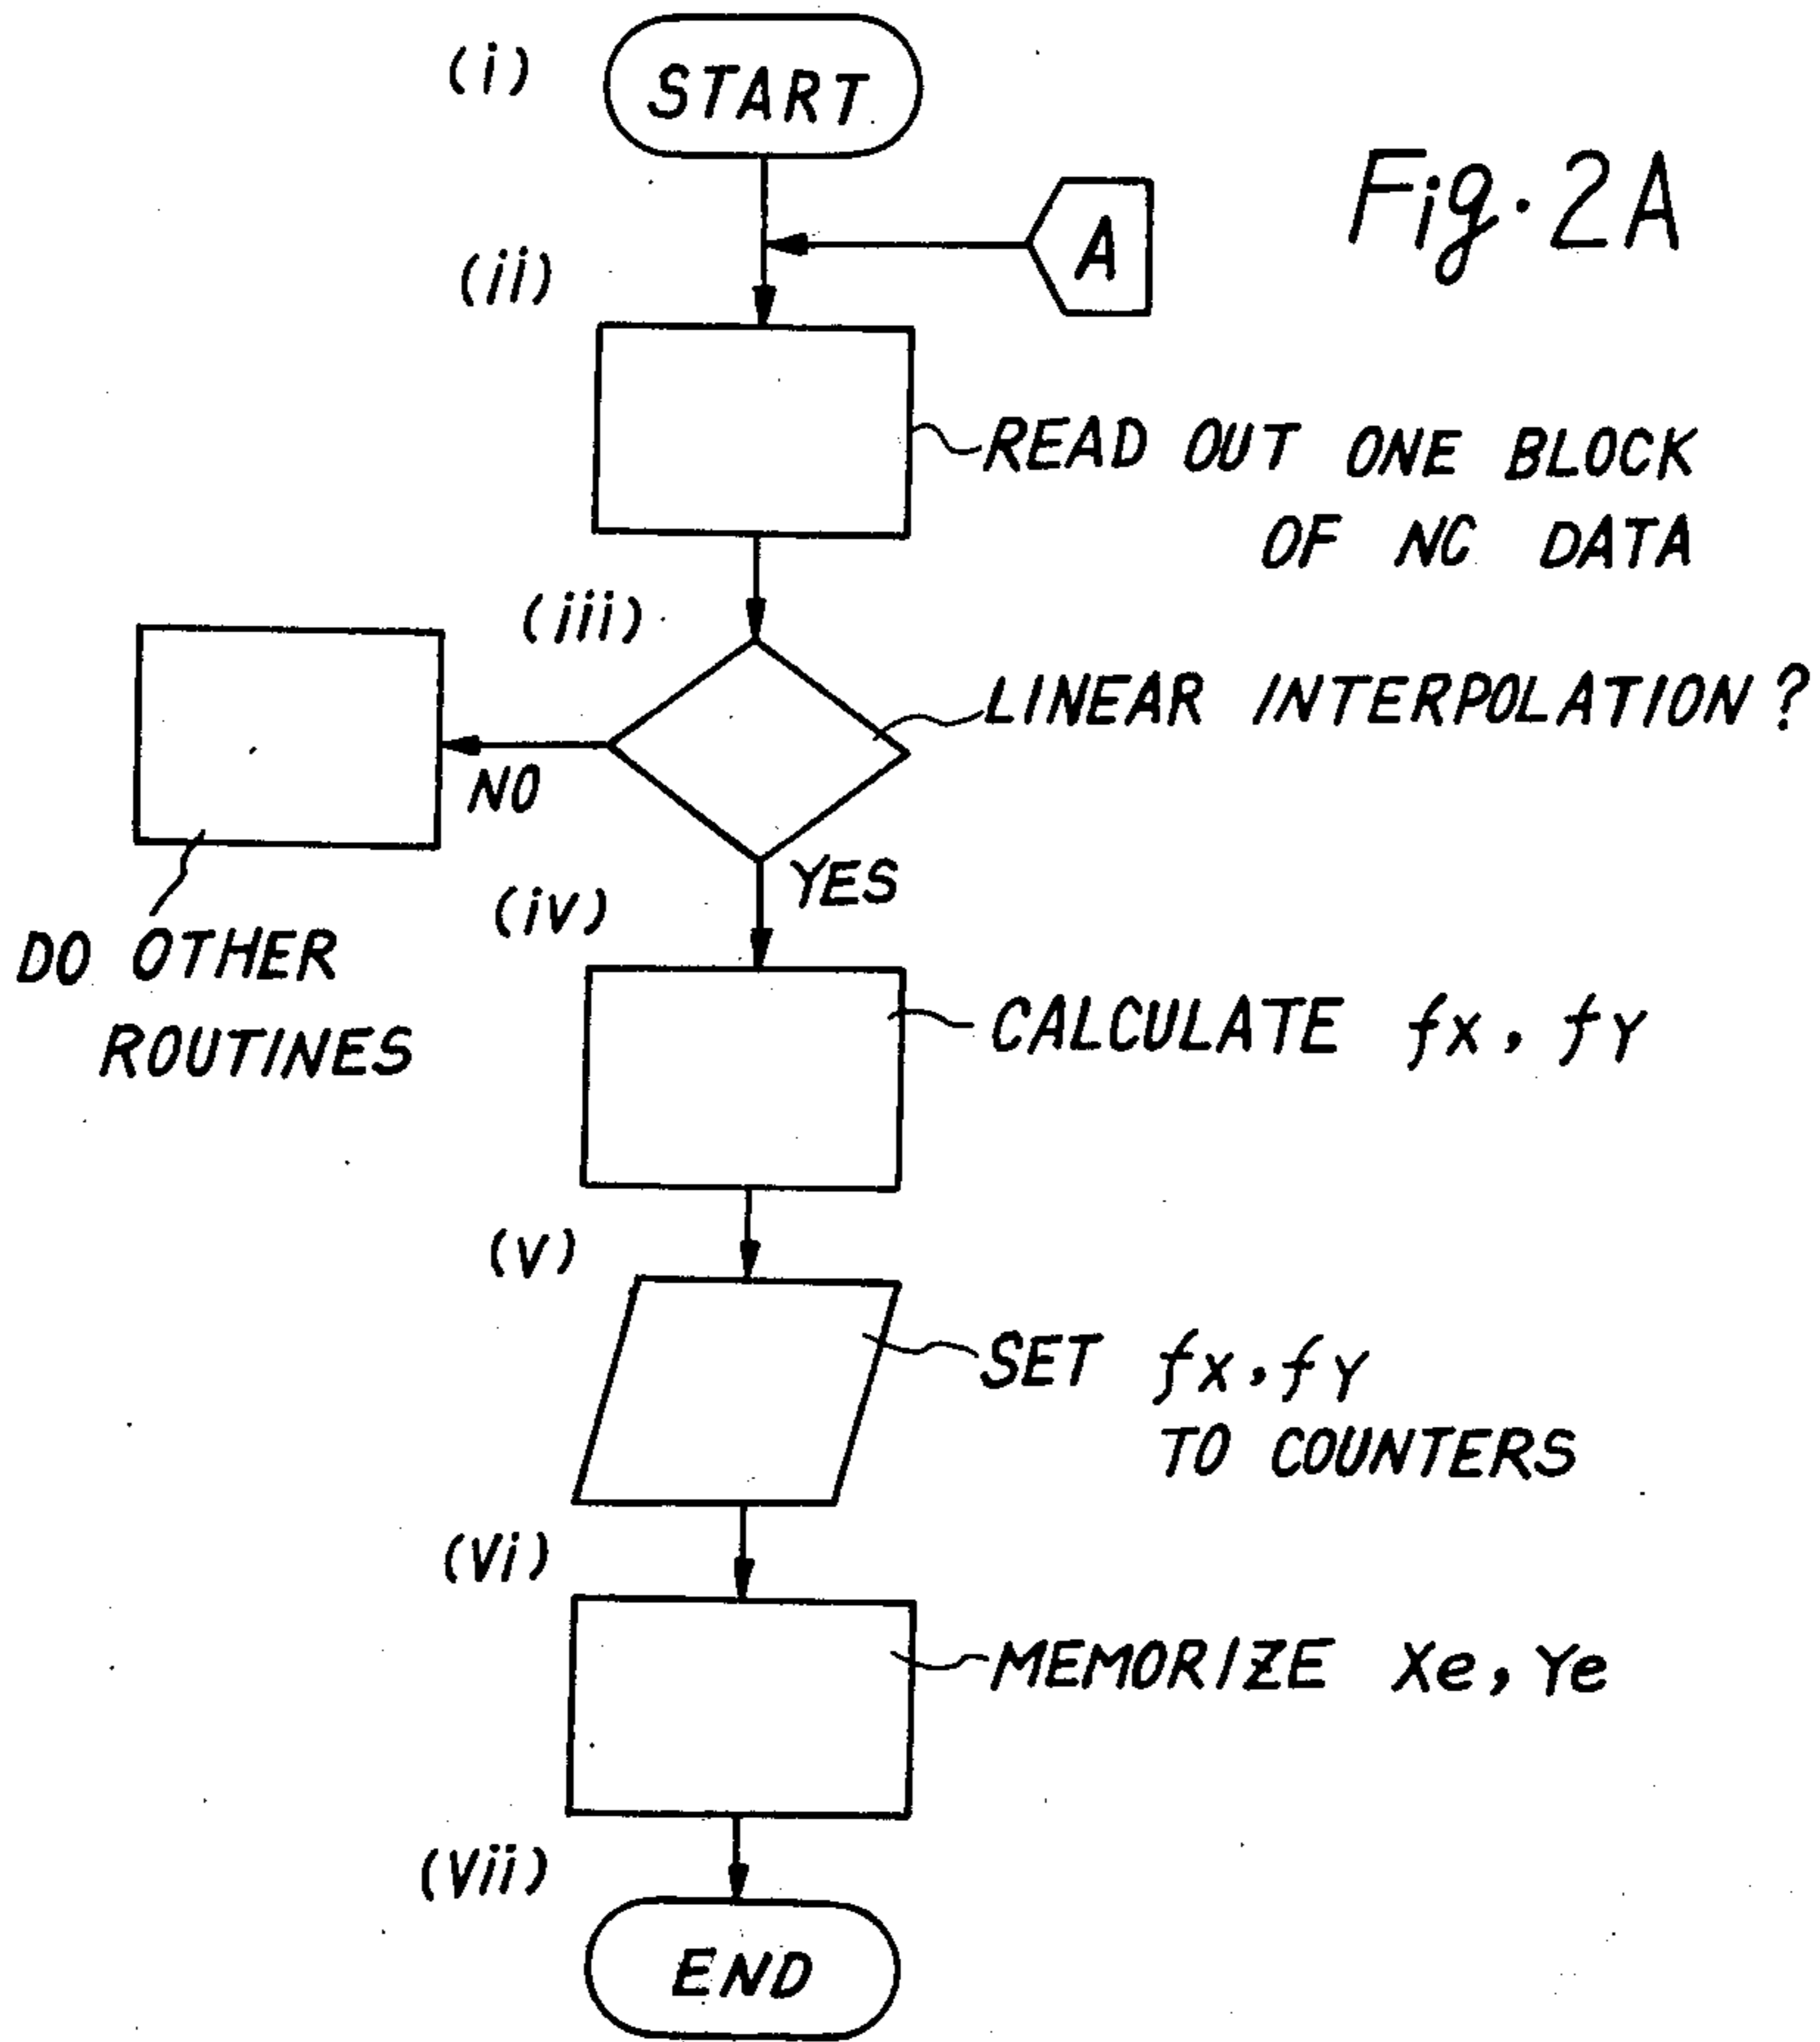 (i)
START
Fig. 2A
A
(ii)
READ OUT ONE BLOCK
OF NC DATA
(iii)
LINEAR INTERPOLATION?
NO
YES
(iv)
DO OTHER
ROUTINES
CALCULATE fX, fY
(v)
SET fX, fY
TO COUNTERS
(Vi)
MEMORIZE Xe, Ye
(Vii)
END